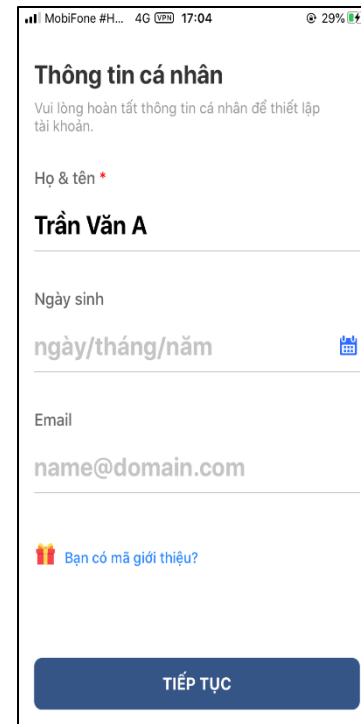 MobiFone #H... 4G VPN 17:04 29%
Thông tin cá nhân
Vui lòng hoàn tất thông tin cá nhân để thiết lập
tài khoản.
Họ & tên *
Trần Văn A
Ngày sinh
ngày/tháng/năm
Email
name@domain.com
Bạn có mã giới thiệu?
TIẾP TỤC